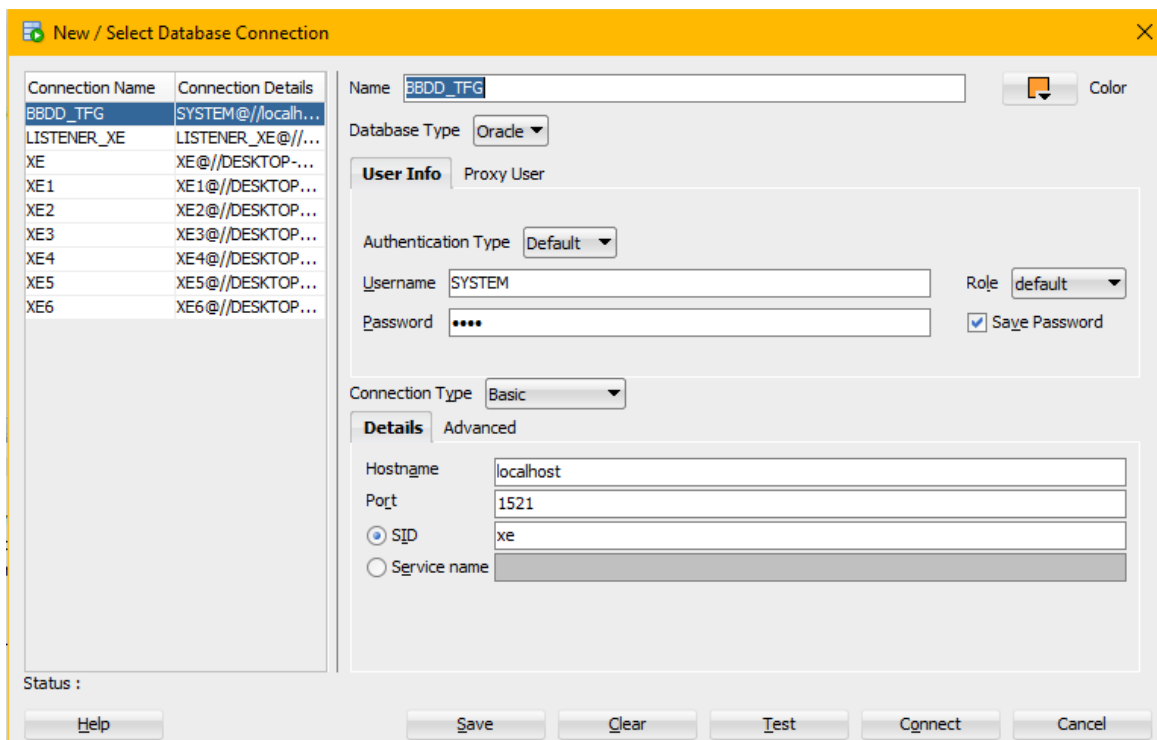 New / Select Database Connection
Connection Name Connection Details
BBDD_TFG SYSTEM@//localh...
LISTENER_XE LISTENER_XE@//...
XE XE@//DESKTOP-...
XE1 XE1@//DESKTOP...
XE2 XE2@//DESKTOP...
XE3 XE3@//DESKTOP...
XE4 XE4@//DESKTOP...
XE5 XE5@//DESKTOP...
XE6 XE6@//DESKTOP...
Name BBDD_TFG Color
Database Type Oracle
User Info Proxy User
Authentication Type Default
Username SYSTEM Role default
Password •••• Save Password
Connection Type Basic
Details Advanced
Hostname localhost
Port 1521
SID xe
Service name
Status :
Help Save Clear Test Connect Cancel